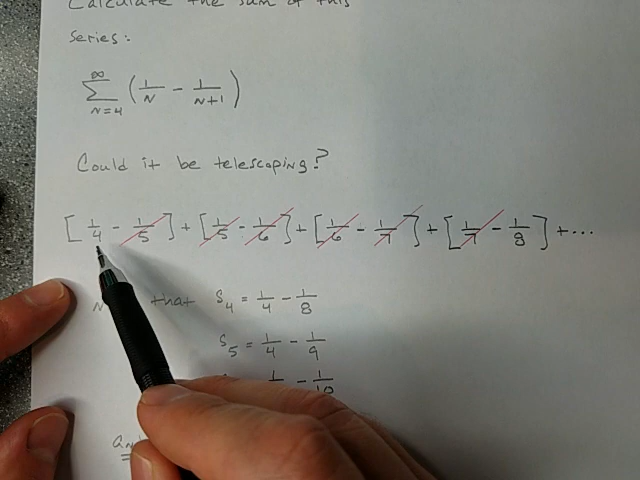 Calculate the sum of this
series:
∞
∑ (1/N - 1/N+1)
N=4
Could it be telescoping?
[1/4 - 1/5] + [1/5 - 1/6] + [1/6 - 1/7] + [1/7 - 1/8] + ...
that S4 = 1/4 - 1/8
S5 = 1/4 - 1/9
- 1/10